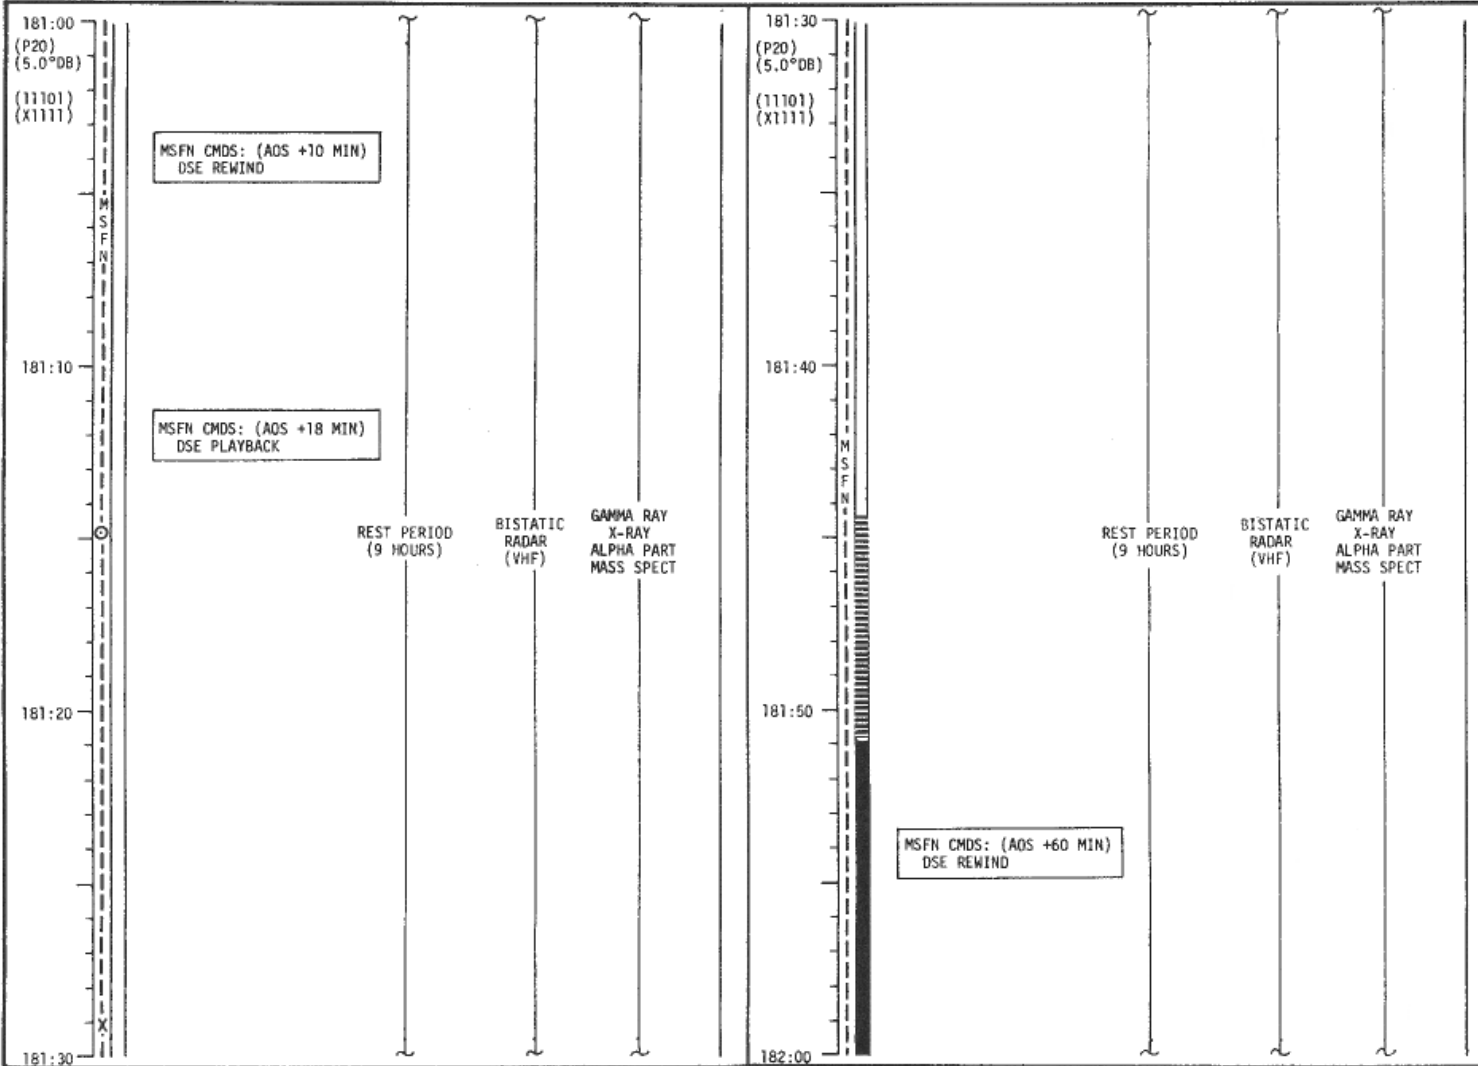 181:00
(P20)
(5.0°DB)
(11101)
(X1111)
MSFN CMDS: (AOS +10 MIN)
DSE REWIND
MSFN
181:10
MSFN CMDS: (AOS +18 MIN)
DSE PLAYBACK
REST PERIOD
(9 HOURS)
BISTATIC
RADAR
(VHF)
GAMMA RAY
X-RAY
ALPHA PART
MASS SPECT
181:20
X
181:30
181:30
(P20)
(5.0°DB)
(11101)
(X1111)
181:40
MSFN
REST PERIOD
(9 HOURS)
BISTATIC
RADAR
(VHF)
GAMMA RAY
X-RAY
ALPHA PART
MASS SPECT
181:50
MSFN CMDS: (AOS +60 MIN)
DSE REWIND
182:00